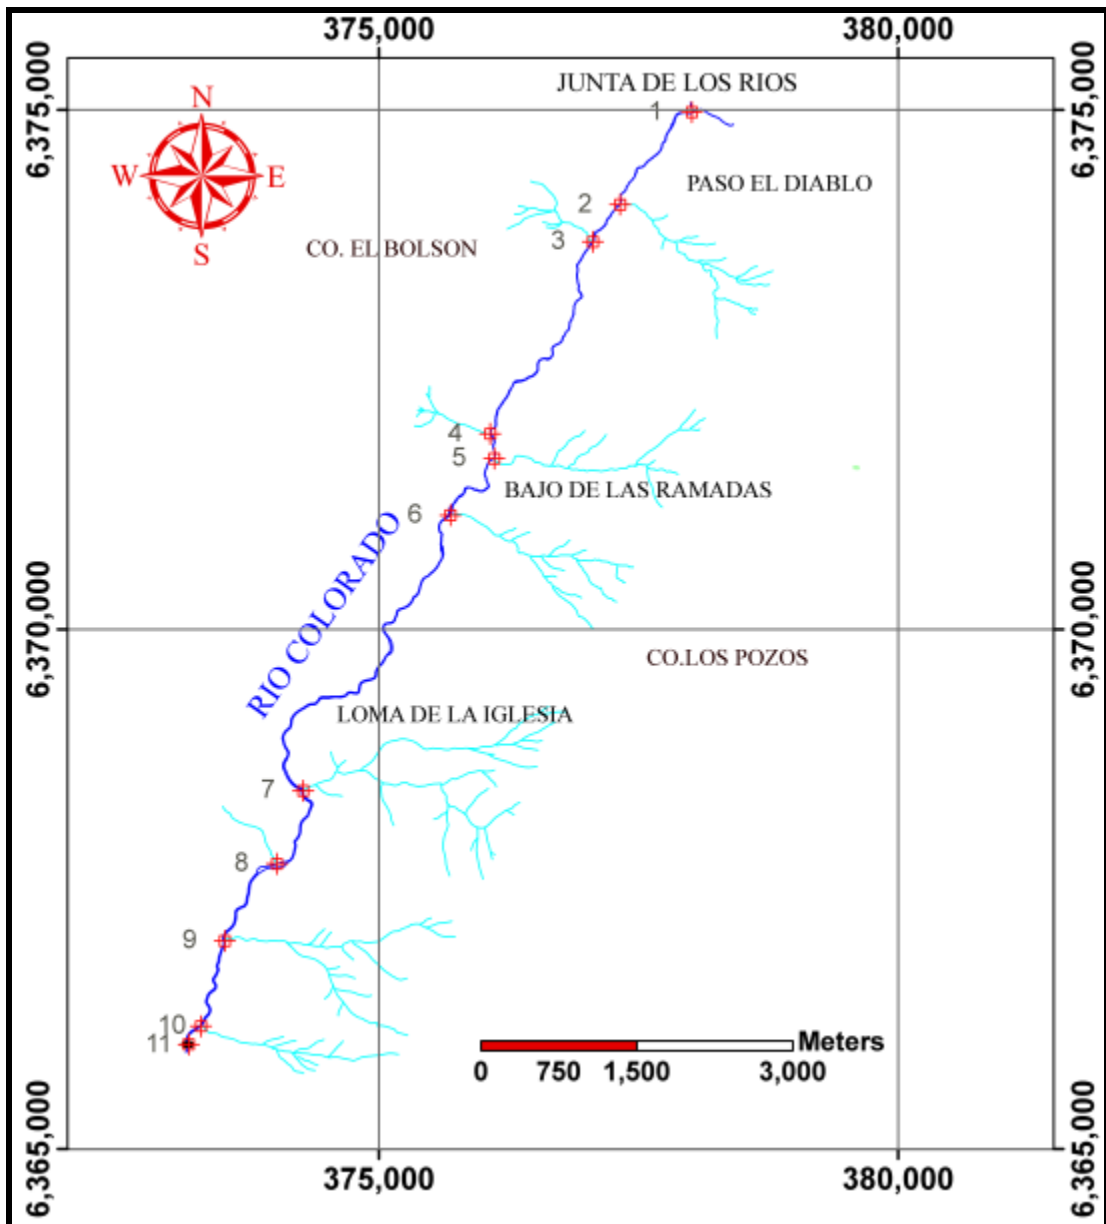 375,000
380,000
6,375,000
6,375,000
JUNTA DE LOS RIOS
1
N
W
E
S
PASO EL DIABLO
2
3
CO. EL BOLSON
4
5
BAJO DE LAS RAMADAS
6
RIO COLORADO
6,370,000
6,370,000
CO.LOS POZOS
LOMA DE LA IGLESIA
7
8
9
10
11
Meters
0
750
1,500
3,000
6,365,000
6,365,000
375,000
380,000